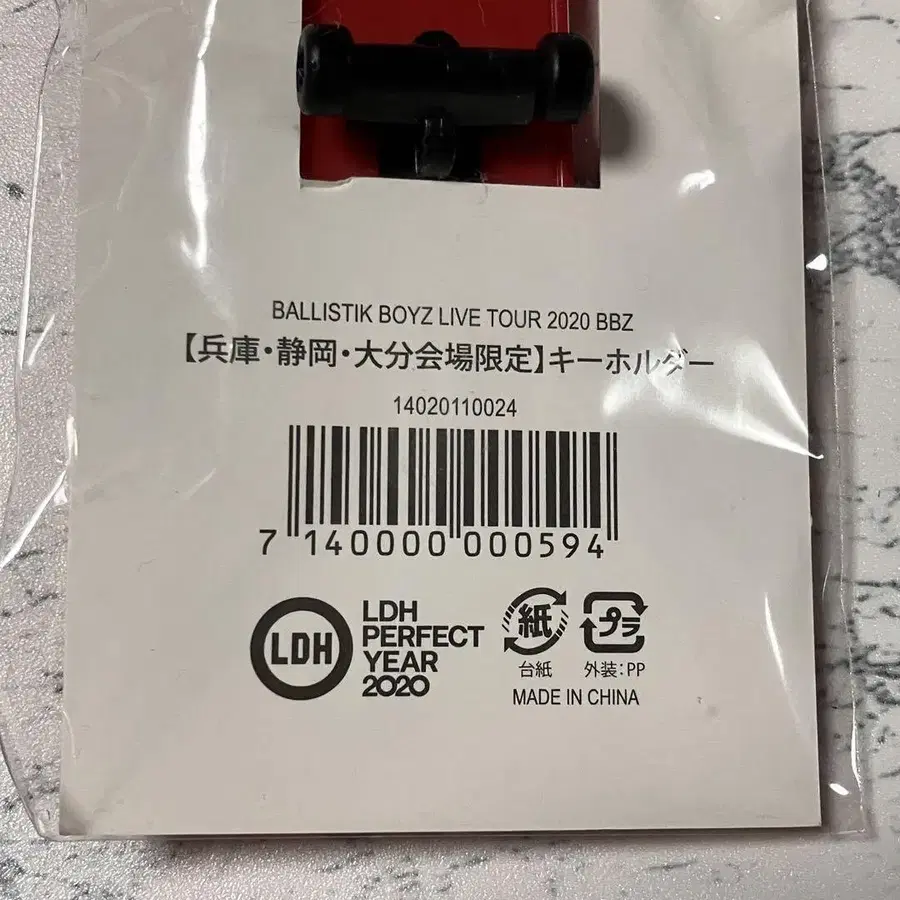 BALLISTIK BOYZ LIVE TOUR 2020 BBZ
【兵庫・静岡・大分会場限定】キーホルダー
14020110024
7 140000 000594
LDH
LDH
PERFECT
YEAR
2020
紙
プラ
台紙 外装:PP
MADE IN CHINA